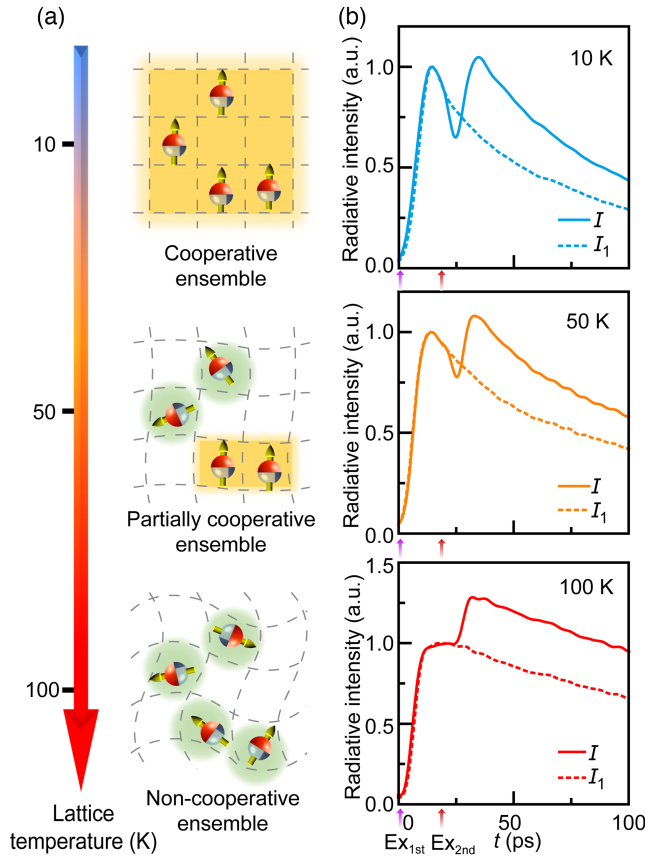 (a)
10
50
100
Lattice
temperature (K)
Cooperative
ensemble
Partially cooperative
ensemble
Non-cooperative
ensemble
(b)
Radiative intensity (a.u.)
1.0
0.5
0.0
10 K
I
I₁
Radiative intensity (a.u.)
1.0
0.5
0.0
50 K
I
I₁
Radiative intensity (a.u.)
1.5
1.0
0.5
0.0
100 K
I
I₁
0 50 100
Ex1st Ex2nd t (ps)